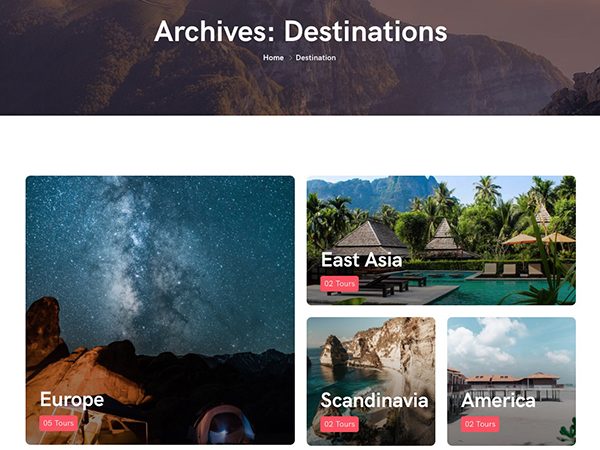 Archives: Destinations
Home > Destination
Europe
05 Tours
East Asia
02 Tours
Scandinavia
02 Tours
America
02 Tours